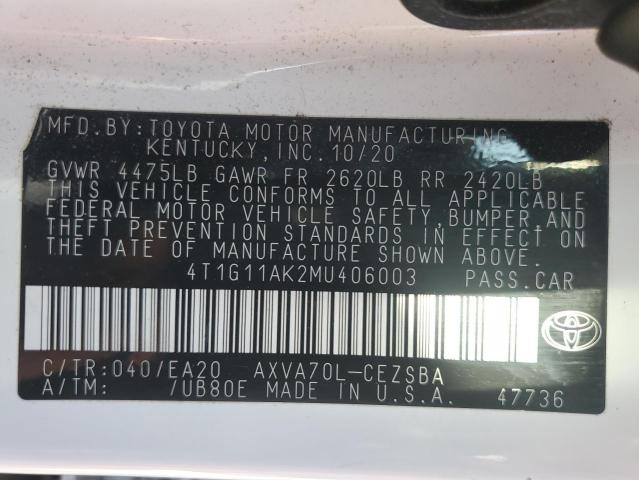 MFD.BY:TOYOTA MOTOR MANUFACTURING
KENTUCKY,INC.10/20
GVWR 4475LB GAWR FR 2620LB RR 2420LB
THIS VEHICLE CONFORMS TO ALL APPLICABLE
FEDERAL MOTOR VEHICLE SAFETY,BUMPER,AND
THEFT PREVENTION STANDARDS IN EFFECT ON
THE DATE OF MANUFACTURE SHOWN ABOVE.
4T1G11AK2MU406003 PASS.CAR
C/TR:040/EA20 AXVA70L-CEZSBA
A/TM: /UB80E MADE IN U.S.A. 47736